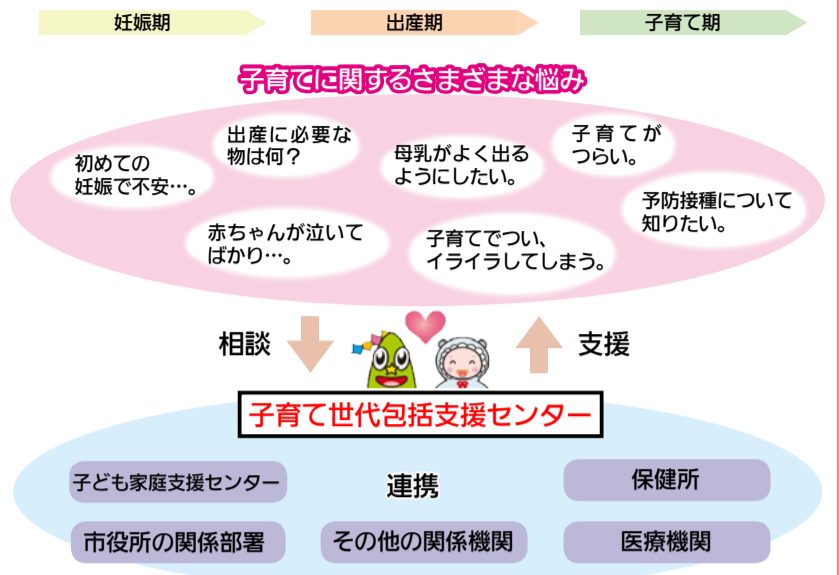 妊娠期
出産期
子育て期
子育てに関するさまざまな悩み
初めての
妊娠で不安…。
出産に必要な
物は何？
母乳がよく出る
ようにしたい。
子育てが
つらい。
予防接種について
知りたい。
赤ちゃんが泣いて
ばかり…。
子育てでつい、
イライラしてしまう。
相談
支援
子育て世代包括支援センター
子ども家庭支援センター
連携
保健所
市役所の関係部署
その他の関係機関
医療機関